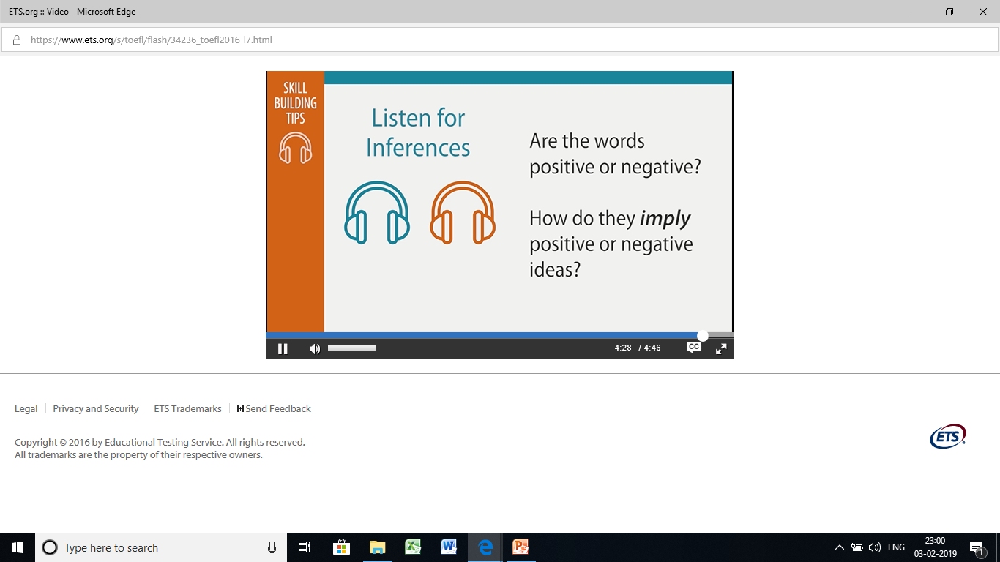 ETS.org :: Video - Microsoft Edge
https://www.ets.org/s/toefl/flash/34236_toefl2016-l7.html
SKILL
BUILDING
TIPS
Listen for
Inferences
Are the words
positive or negative?
How do they imply
positive or negative
ideas?
4:28 / 4:46
CC
Legal Privacy and Security ETS Trademarks Send Feedback
Copyright © 2016 by Educational Testing Service. All rights reserved.
All trademarks are the property of their respective owners.
ETS®
Type here to search
ENG
23:00
03-02-2019
1